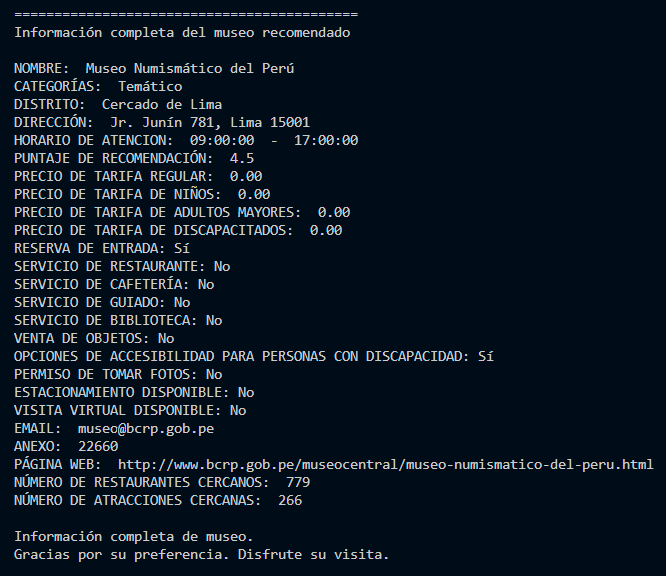 ===========================================
Información completa del museo recomendado
NOMBRE:  Museo Numismático del Perú
CATEGORÍAS:  Temático
DISTRITO:  Cercado de Lima
DIRECCIÓN:  Jr. Junín 781, Lima 15001
HORARIO DE ATENCION:  09:00:00  -  17:00:00
PUNTAJE DE RECOMENDACIÓN:  4.5
PRECIO DE TARIFA REGULAR:  0.00
PRECIO DE TARIFA DE NIÑOS:  0.00
PRECIO DE TARIFA DE ADULTOS MAYORES:  0.00
PRECIO DE TARIFA DE DISCAPACITADOS:  0.00
RESERVA DE ENTRADA: Sí
SERVICIO DE RESTAURANTE: No
SERVICIO DE CAFETERÍA: No
SERVICIO DE GUIADO: No
SERVICIO DE BIBLIOTECA: No
VENTA DE OBJETOS: No
OPCIONES DE ACCESIBILIDAD PARA PERSONAS CON DISCAPACIDAD: Sí
PERMISO DE TOMAR FOTOS: No
ESTACIONAMIENTO DISPONIBLE: No
VISITA VIRTUAL DISPONIBLE: No
EMAIL:  museo@bcrp.gob.pe
ANEXO:  22660
PÁGINA WEB:  http://www.bcrp.gob.pe/museocentral/museo-numismatico-del-peru.html
NÚMERO DE RESTAURANTES CERCANOS:  779
NÚMERO DE ATRACCIONES CERCANAS:  266
Información completa de museo.
Gracias por su preferencia. Disfrute su visita.